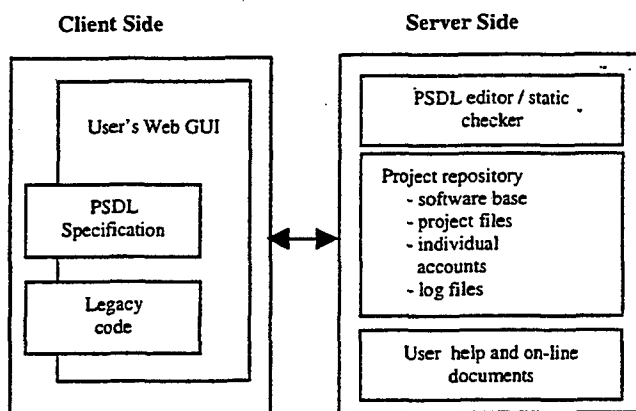 Client Side
Server Side
User's Web GUI
PSDL
Specification
Legacy
code
PSDL editor / static
checker
Project repository
- software base
- project files
- individual
accounts
- log files
User help and on-line
documents